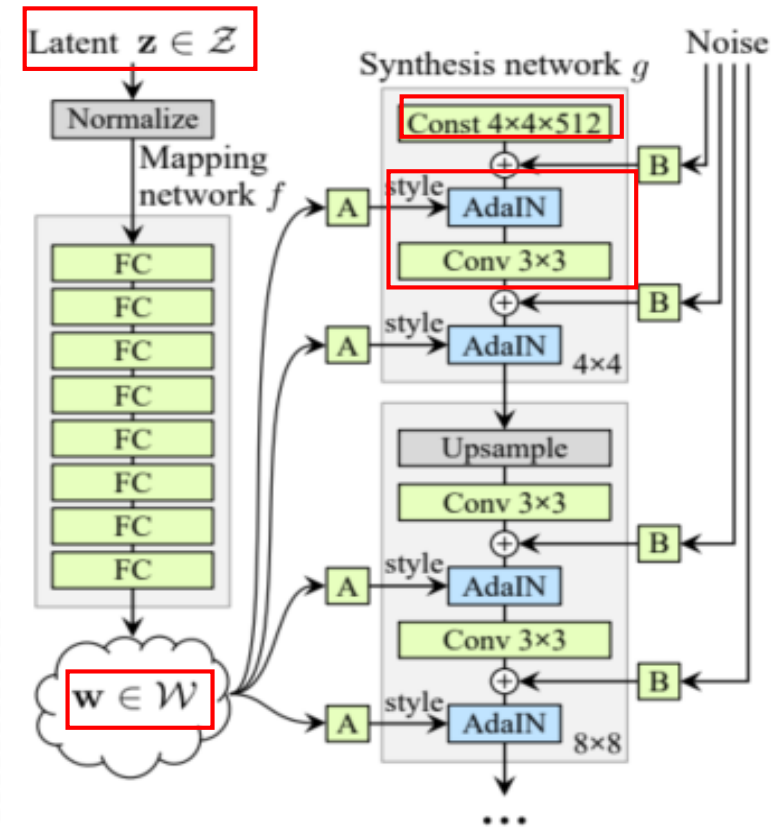 Latent z ∈ 𝒵
Normalize
Mapping
network f
FC
FC
FC
FC
FC
FC
FC
FC
w ∈ 𝒲
Synthesis network g
Noise
Const 4×4×512
B
A
style
AdaIN
Conv 3×3
B
A
style
AdaIN
4×4
Upsample
Conv 3×3
B
A
style
AdaIN
Conv 3×3
B
A
style
AdaIN
8×8
...